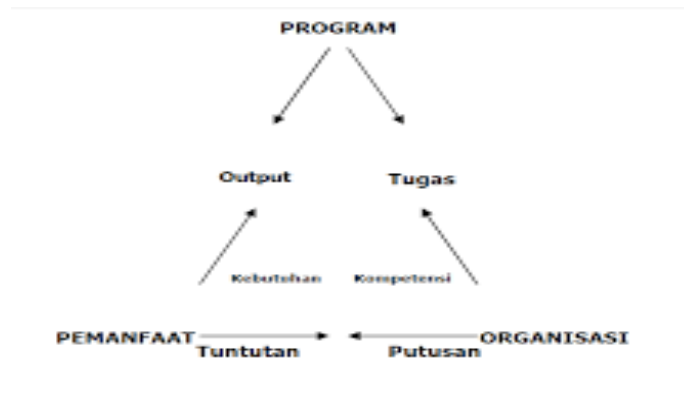 PROGRAM
Output Tugas
Kebutuhan Kompetensi
PEMANFAAT ORGANISASI
Tuntutan Putusan